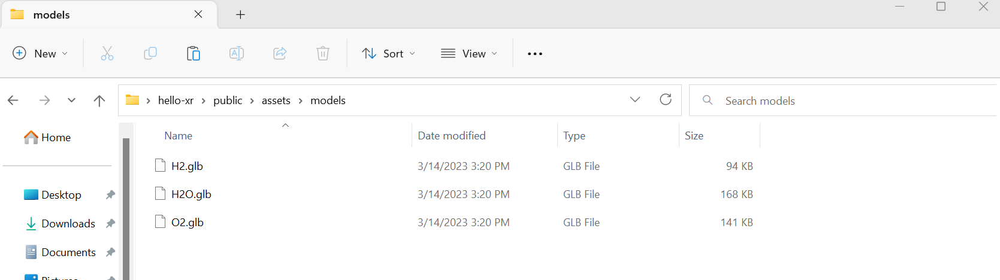 models
New
Sort
View
hello-xr > public > assets > models
Search models
Home
Desktop
Downloads
Documents
Pictures
Name Date modified Type Size
H2.glb 3/14/2023 3:20 PM GLB File 94 KB
H2O.glb 3/14/2023 3:20 PM GLB File 168 KB
O2.glb 3/14/2023 3:20 PM GLB File 141 KB